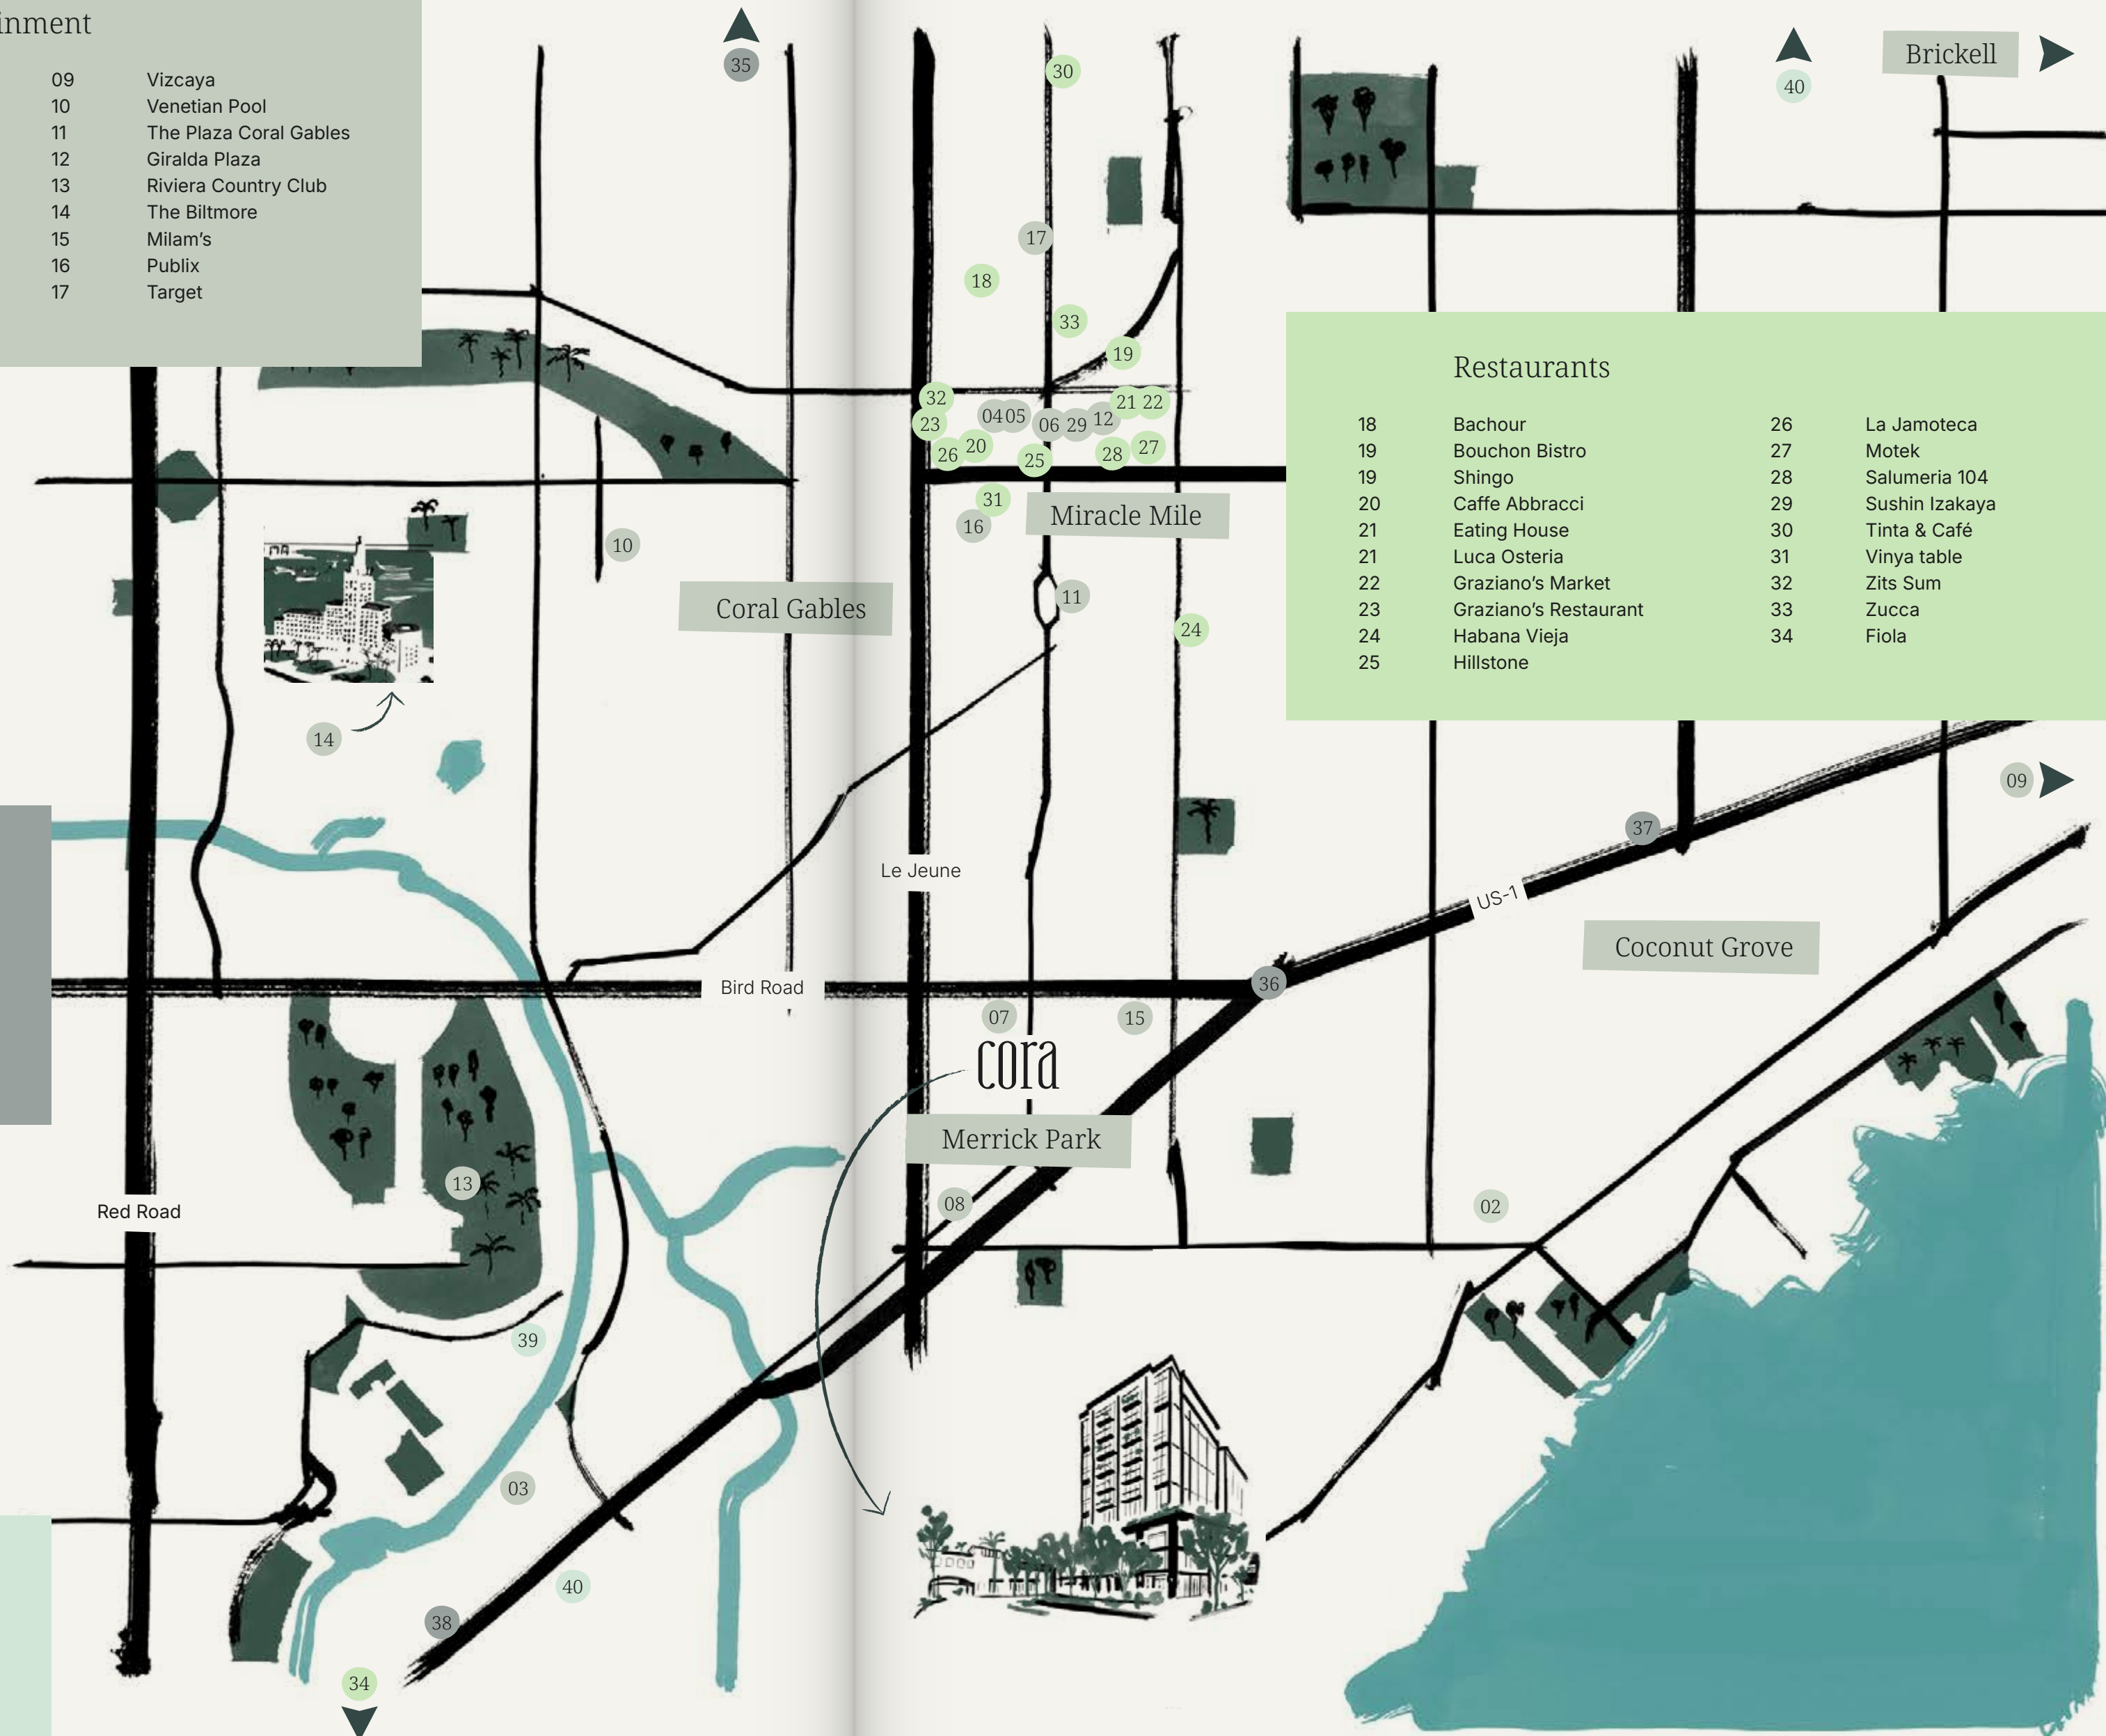 inment
09 Vizcaya
10 Venetian Pool
11 The Plaza Coral Gables
12 Giralda Plaza
13 Riviera Country Club
14 The Biltmore
15 Milam's
16 Publix
17 Target
35
30
40
Brickell
17
18
33
19
Restaurants
18 Bachour
19 Bouchon Bistro
19 Shingo
20 Caffe Abbracci
21 Eating House
21 Luca Osteria
22 Graziano's Market
23 Graziano's Restaurant
24 Habana Vieja
25 Hillstone
26 La Jamoteca
27 Motek
28 Salumeria 104
29 Sushin Izakaya
30 Tinta & Café
31 Vinya table
32 Zits Sum
33 Zucca
34 Fiola
32
21 22
04 05
12
23
06 29
26 20
25
28 27
31
16
Miracle Mile
10
11
Coral Gables
24
14
09
37
Le Jeune
US-1
Coconut Grove
Bird Road
36
07
15
cora
Merrick Park
13
08
02
Red Road
39
03
40
38
34